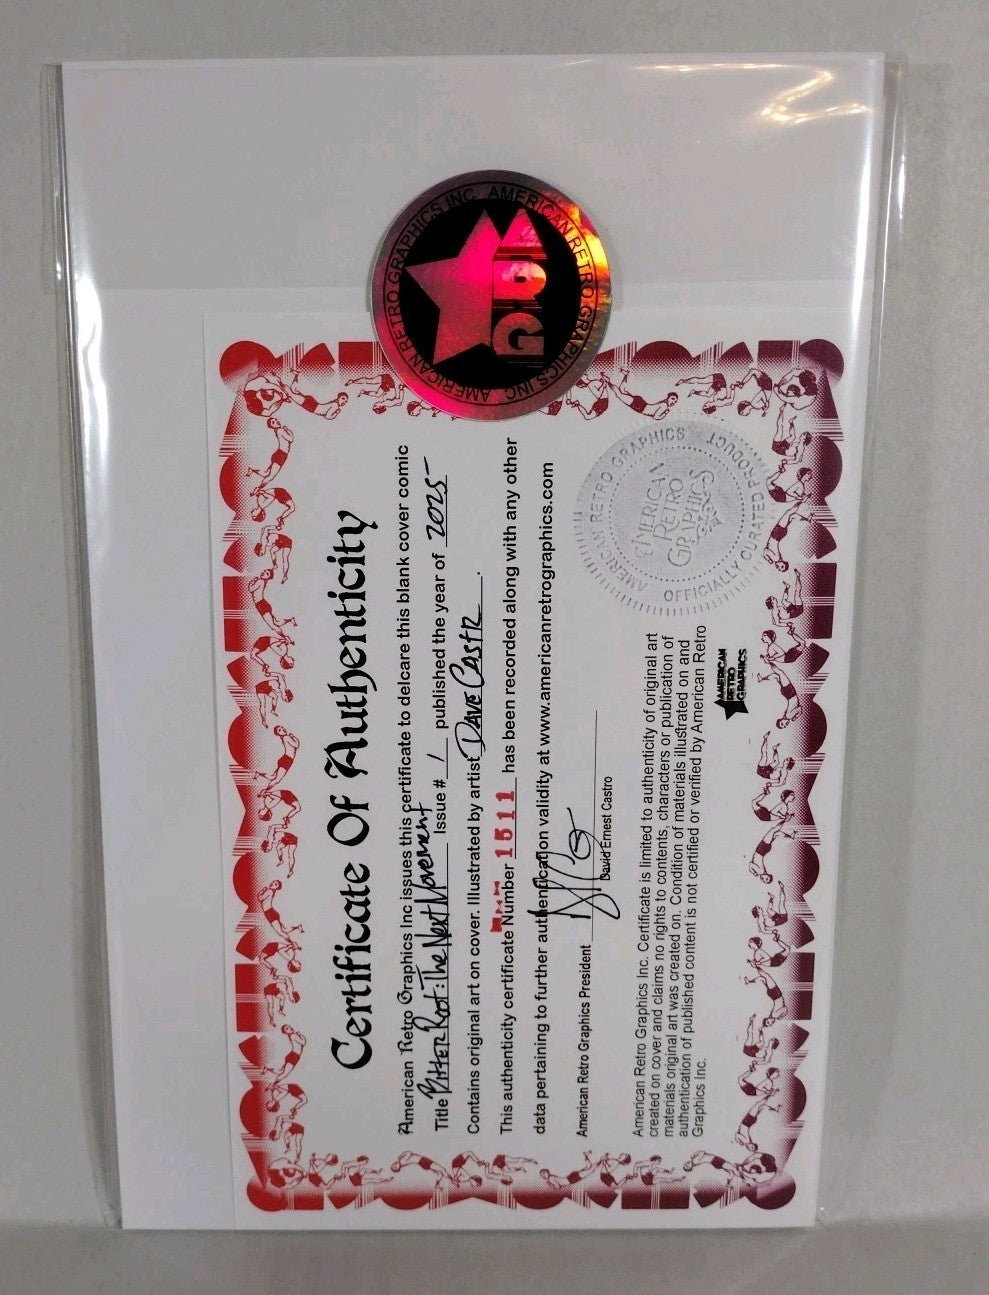 AMERICAN RETRO GRAPHICS INC. AMERICAN RETRO GRAPHICS INC.
Certificate Of Authenticity
American Retro Graphics Inc issues this certificate to delcare this blank cover comic
Title Bitter Root: The Next Movement Issue # 1 published the year of 2025
Contains original art on cover. Illustrated by artist Dave Castr.
This authenticity certificate Number 1511 has been recorded along with any other
data pertaining to further authentication validity at www.americanretrographics.com
American Retro Graphics President
David Ernest Castro
American Retro Graphics Inc. Certificate is limited to authenticity of original art
created on cover and claims no rights to contents, characters or publication of
materials original art was created on. Condition of materials illustrated on and
authentication of published content is not certified or verified by American Retro
Graphics Inc.
AMERICAN
RETRO
GRAPHICS
AMERICAN RETRO GRAPHICS
OFFICIALLY CURATED PRODUCT
AMERICAN
RETRO
GRAPHICS